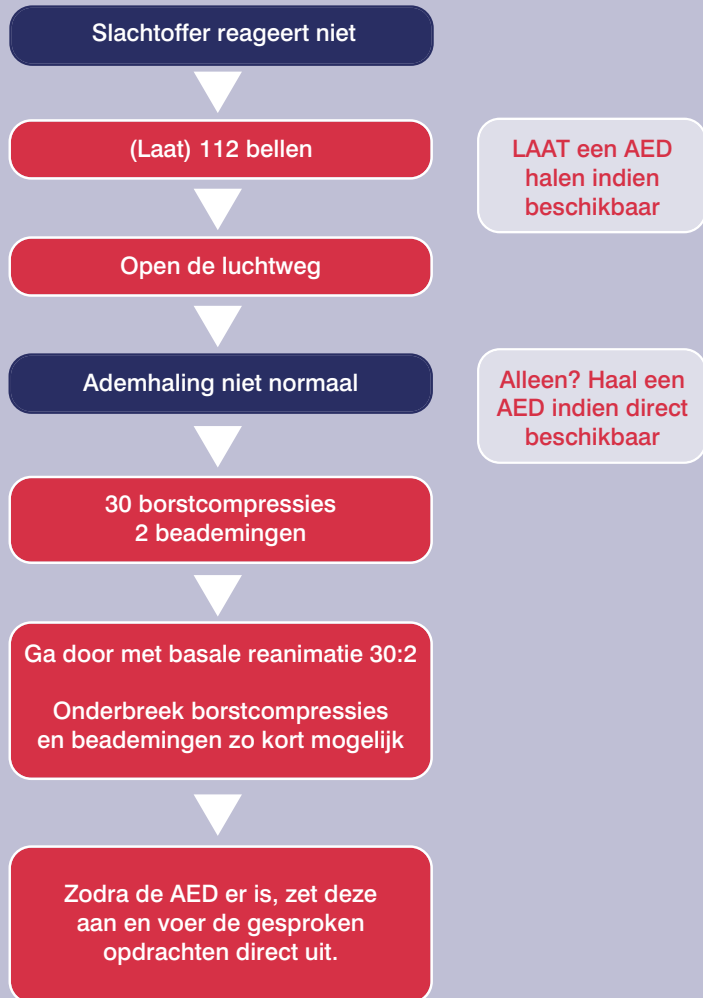 Slachtoffer reageert niet
(Laat) 112 bellen
LAAT een AED
halen indien
beschikbaar
Open de luchtweg
Ademhaling niet normaal
Alleen? Haal een
AED indien direct
beschikbaar
30 borstcompressies
2 beademingen
Ga door met basale reanimatie 30:2
Onderbreek borstcompressies
en beademingen zo kort mogelijk
Zodra de AED er is, zet deze
aan en voer de gesproken
opdrachten direct uit.